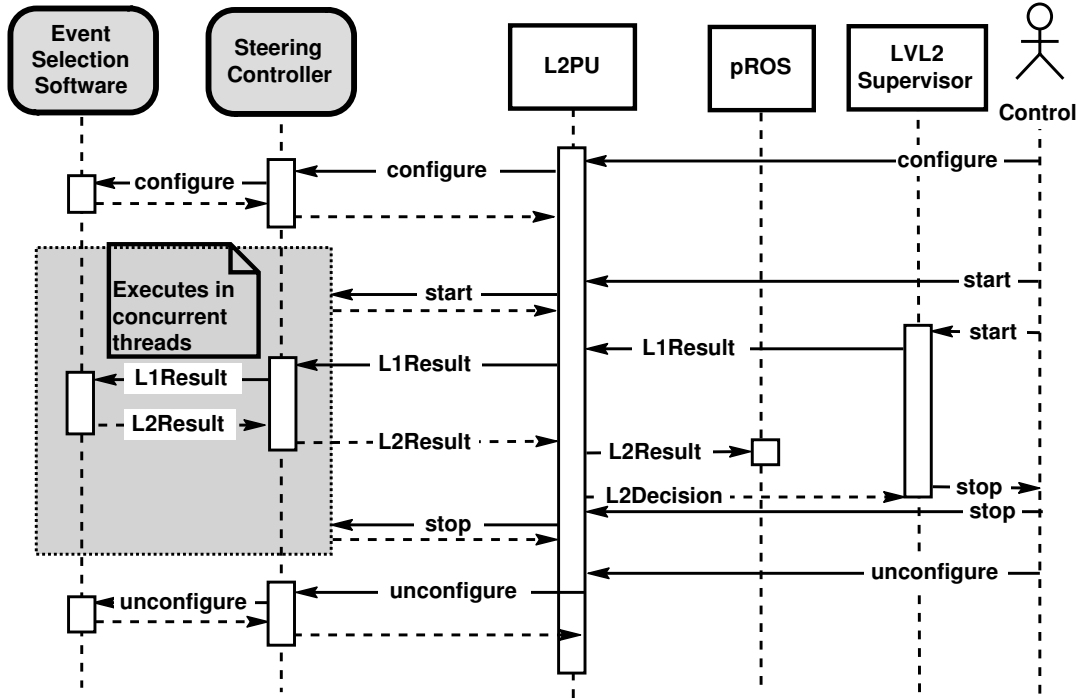 Event
Selection
Software
Steering
Controller
L2PU
pROS
LVL2
Supervisor
Control
configure
configure
configure
Executes in
concurrent
threads
start
start
start
L1Result
L1Result
L1Result
L2Result
L2Result
L2Result
L2Decision
stop
stop
stop
unconfigure
unconfigure
unconfigure